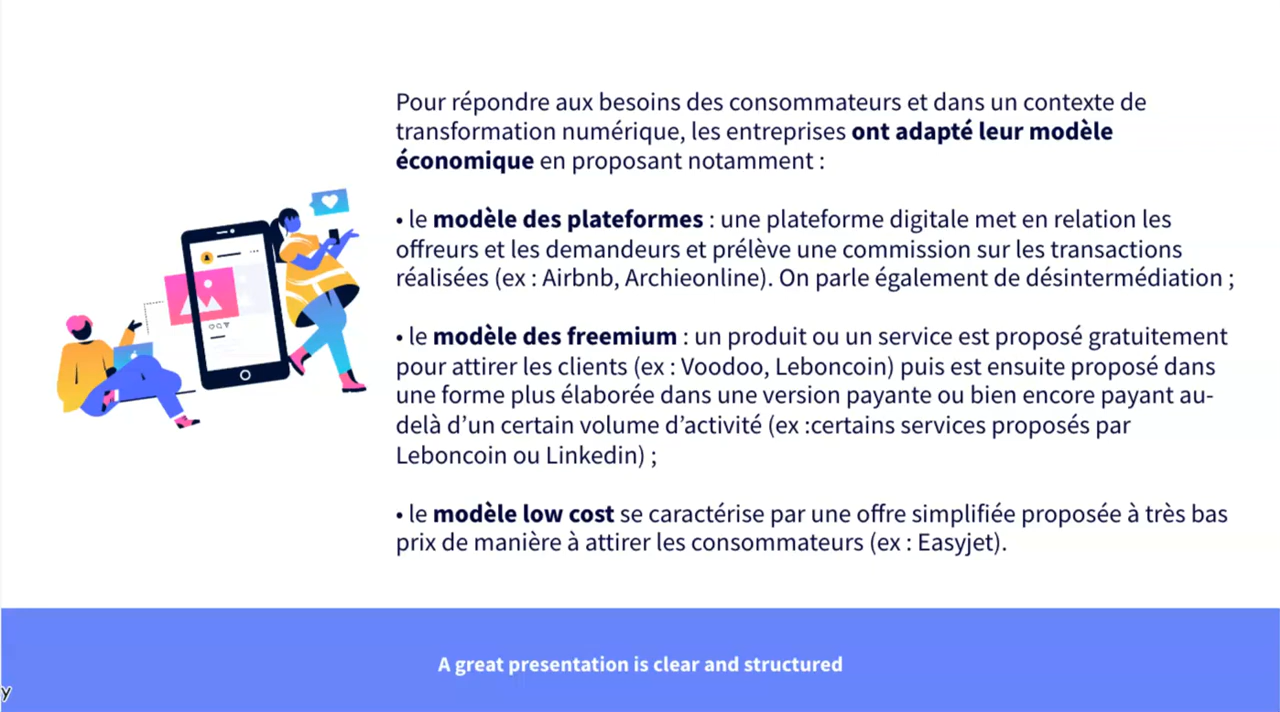 Pour répondre aux besoins des consommateurs et dans un contexte de
transformation numérique, les entreprises ont adapté leur modèle
économique en proposant notamment :
• le modèle des plateformes : une plateforme digitale met en relation les
offreurs et les demandeurs et prélève une commission sur les transactions
réalisées (ex : Airbnb, Archieonline). On parle également de désintermédiation ;
• le modèle des freemium : un produit ou un service est proposé gratuitement
pour attirer les clients (ex : Voodoo, Leboncoin) puis est ensuite proposé dans
une forme plus élaborée dans une version payante ou bien encore payant au-
delà d’un certain volume d’activité (ex :certains services proposés par
Leboncoin ou Linkedin) ;
• le modèle low cost se caractérise par une offre simplifiée proposée à très bas
prix de manière à attirer les consommateurs (ex : Easyjet).
A great presentation is clear and structured
y